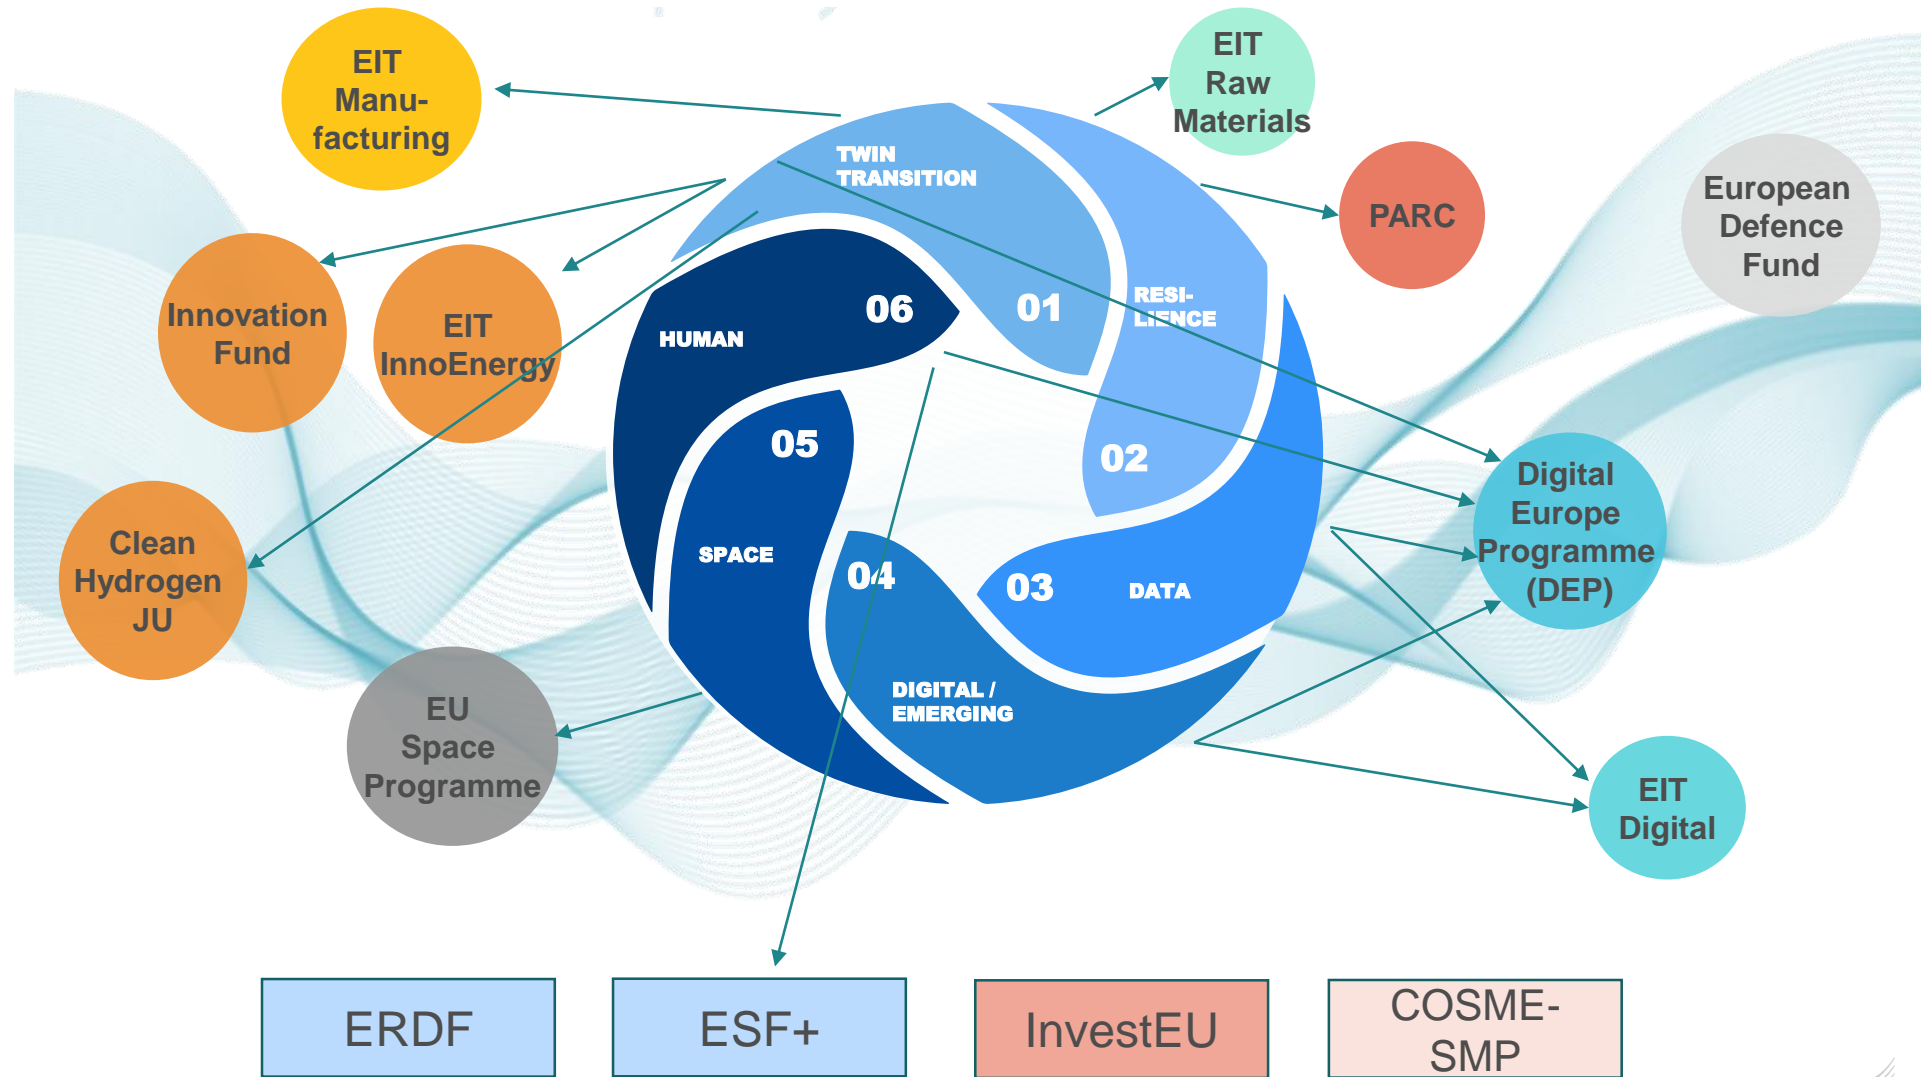 EIT
Manu-
facturing
EIT
Raw
Materials
PARC
European
Defence
Fund
TWIN
TRANSITION
01
RESI-
LIENCE
02
03
DATA
04
DIGITAL /
EMERGING
05
SPACE
06
HUMAN
Innovation
Fund
EIT
InnoEnergy
Clean
Hydrogen
JU
EU
Space
Programme
Digital
Europe
Programme
(DEP)
EIT
Digital
ERDF
ESF+
InvestEU
COSME-
SMP